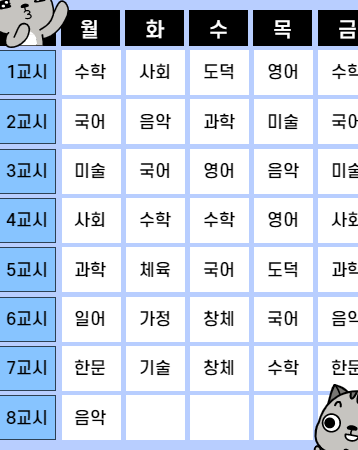 월 화 수 목 금
1교시 수학 사회 도덕 영어 수학
2교시 국어 음악 과학 미술 국어
3교시 미술 국어 영어 음악 미술
4교시 사회 수학 수학 영어 사회
5교시 과학 체육 국어 도덕 과학
6교시 일어 가정 창체 국어 음악
7교시 한문 기술 창체 수학 한문
8교시 음악